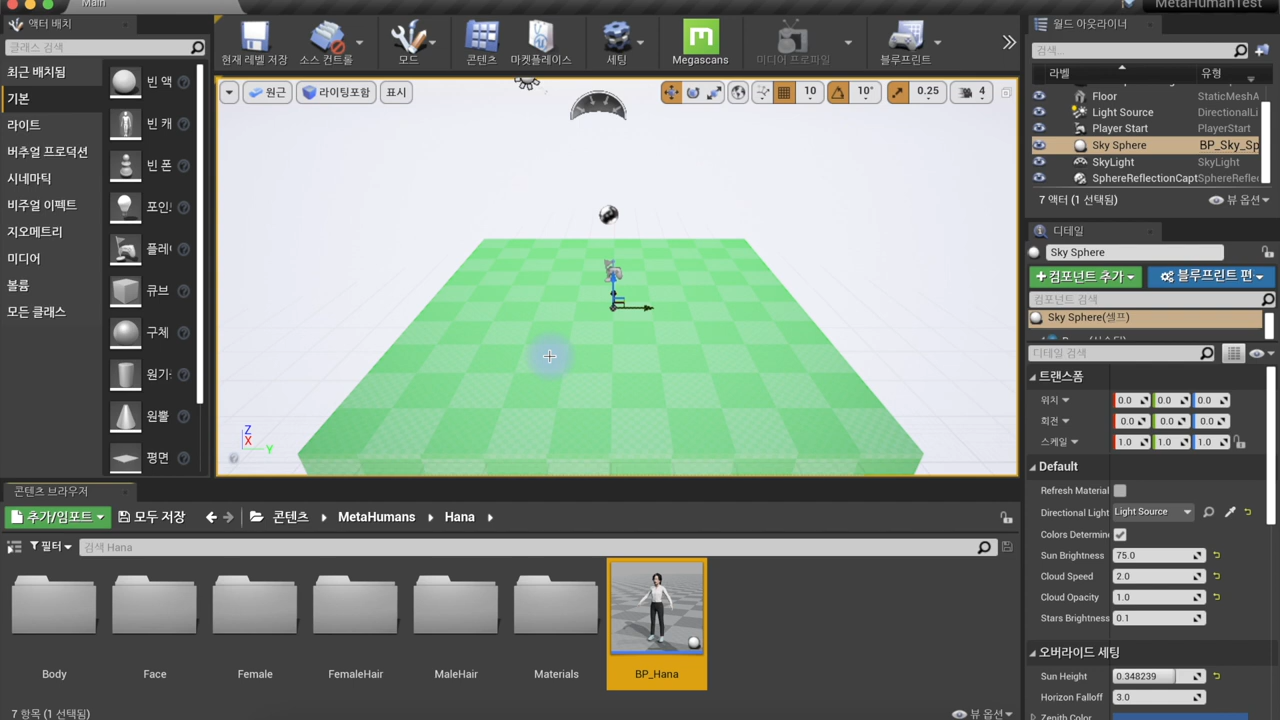 Main
MetaHumanTest
액터 배치
클래스 검색
최근 배치됨
기본
라이트
버추얼 프로덕션
시네마틱
비주얼 이펙트
지오메트리
미디어
볼륨
모든 클래스
빈 액
빈 캐
빈 폰
포인
플레이
큐브
구체
원기
원뿔
평면
현재 레벨 저장
소스 컨트롤
모드
콘텐츠
마켓플레이스
세팅
Megascans
미디어 프로파일
블루프린트
원근
라이팅포함
표시
10
10°
0.25
4
Z
X
Y
월드 아웃라이너
검색...
라벨
유형
Floor
StaticMeshA
Light Source
DirectionalLi
Player Start
PlayerStart
Sky Sphere
BP_Sky_Sp
SkyLight
SkyLight
SphereReflectionCapt
SphereRefle
7 액터 (1 선택됨)
뷰 옵션
디테일
Sky Sphere
+컴포넌트 추가
블루프린트 편
컴포넌트 검색
Sky Sphere(셀프)
디테일 검색
트랜스폼
위치
0.0
0.0
0.0
회전
0.0
0.0
0.0
스케일
1.0
1.0
1.0
Default
Refresh Material
Directional Light
Light Source
Colors Determine
Sun Brightness
75.0
Cloud Speed
2.0
Cloud Opacity
1.0
Stars Brightness
0.1
오버라이드 세팅
Sun Height
0.348239
Horizon Falloff
3.0
Zenith Color
콘텐츠 브라우저
추가/임포트
모두 저장
콘텐츠
MetaHumans
Hana
필터
검색 Hana
Body
Face
Female
FemaleHair
MaleHair
Materials
BP_Hana
7 항목 (1 선택됨)
뷰 옵션